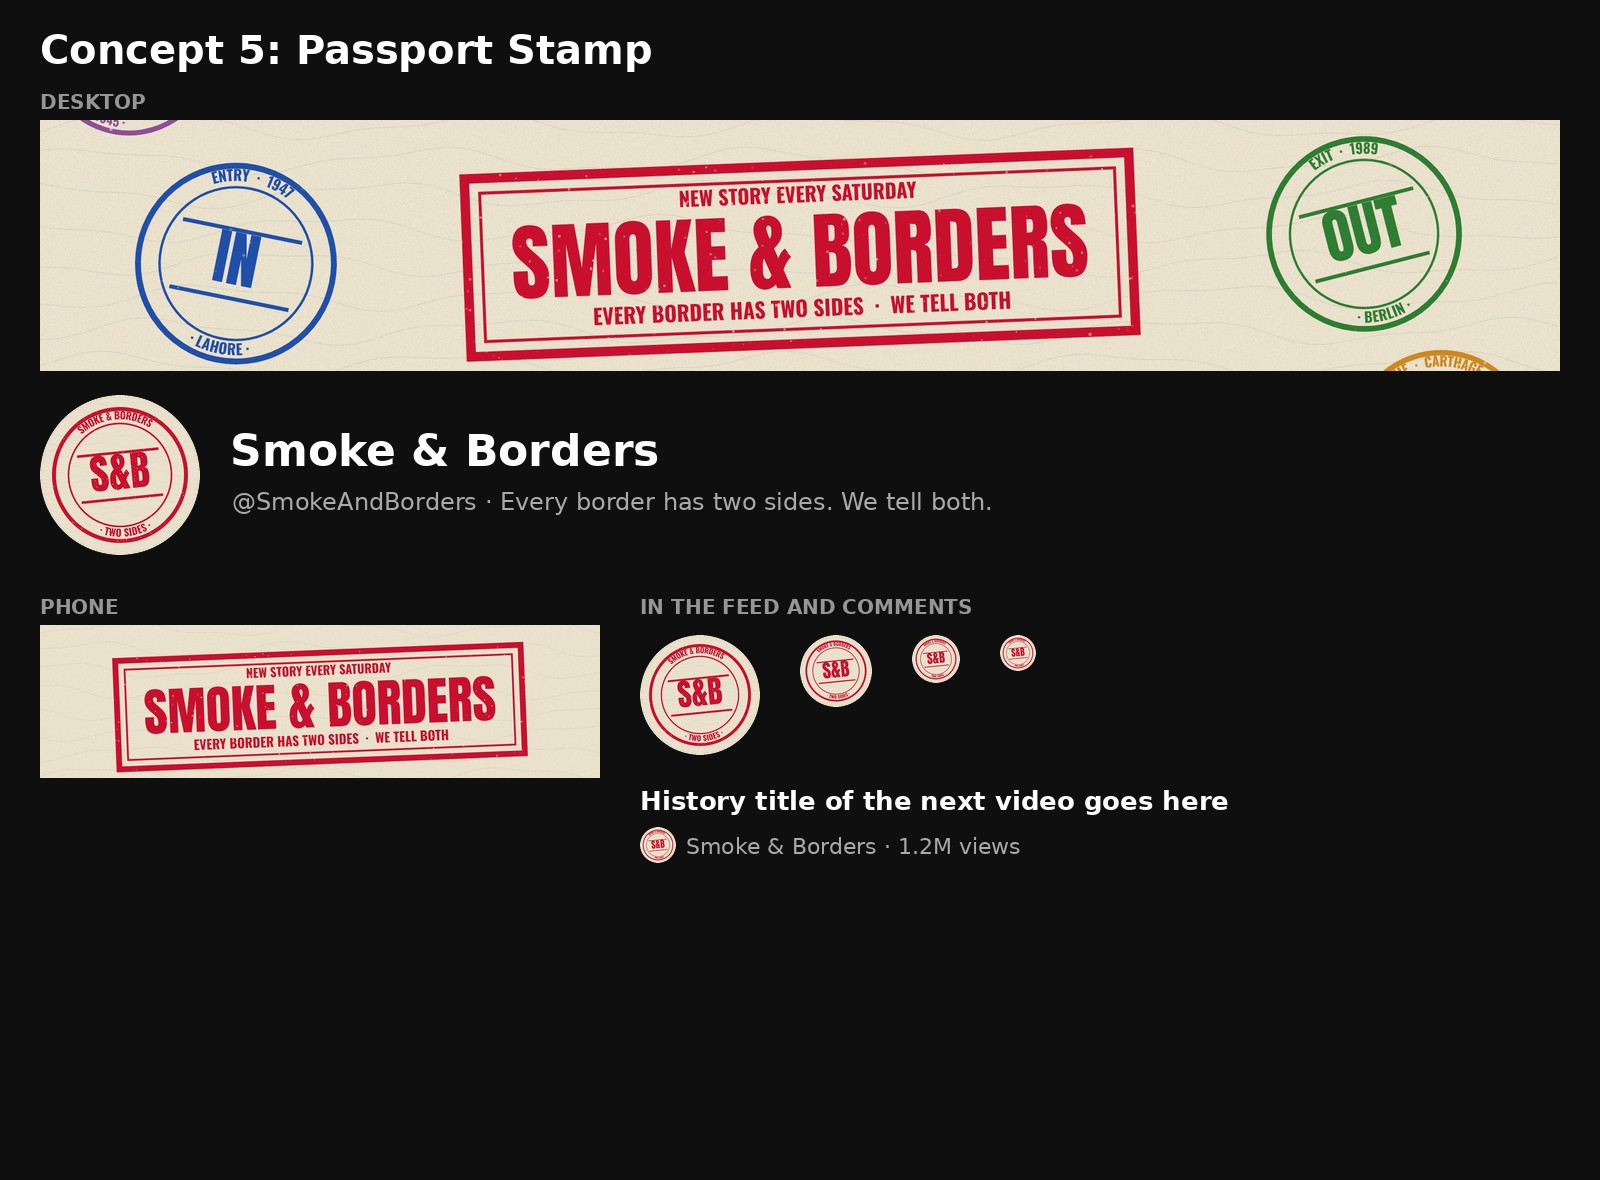 Concept 5: Passport Stamp
DESKTOP
ENTRY · 1947
IN
· LAHORE ·
NEW STORY EVERY SATURDAY
SMOKE & BORDERS
EVERY BORDER HAS TWO SIDES · WE TELL BOTH
EXIT · 1989
OUT
· BERLIN ·
· CARTHAGE
SMOKE & BORDERS
S&B
· TWO SIDES ·
Smoke & Borders
@SmokeAndBorders · Every border has two sides. We tell both.
PHONE
NEW STORY EVERY SATURDAY
SMOKE & BORDERS
EVERY BORDER HAS TWO SIDES · WE TELL BOTH
IN THE FEED AND COMMENTS
SMOKE & BORDERS
S&B
· TWO SIDES ·
SMOKE & BORDERS
S&B
· TWO SIDES ·
S&B
S&B
History title of the next video goes here
S&B
Smoke & Borders · 1.2M views